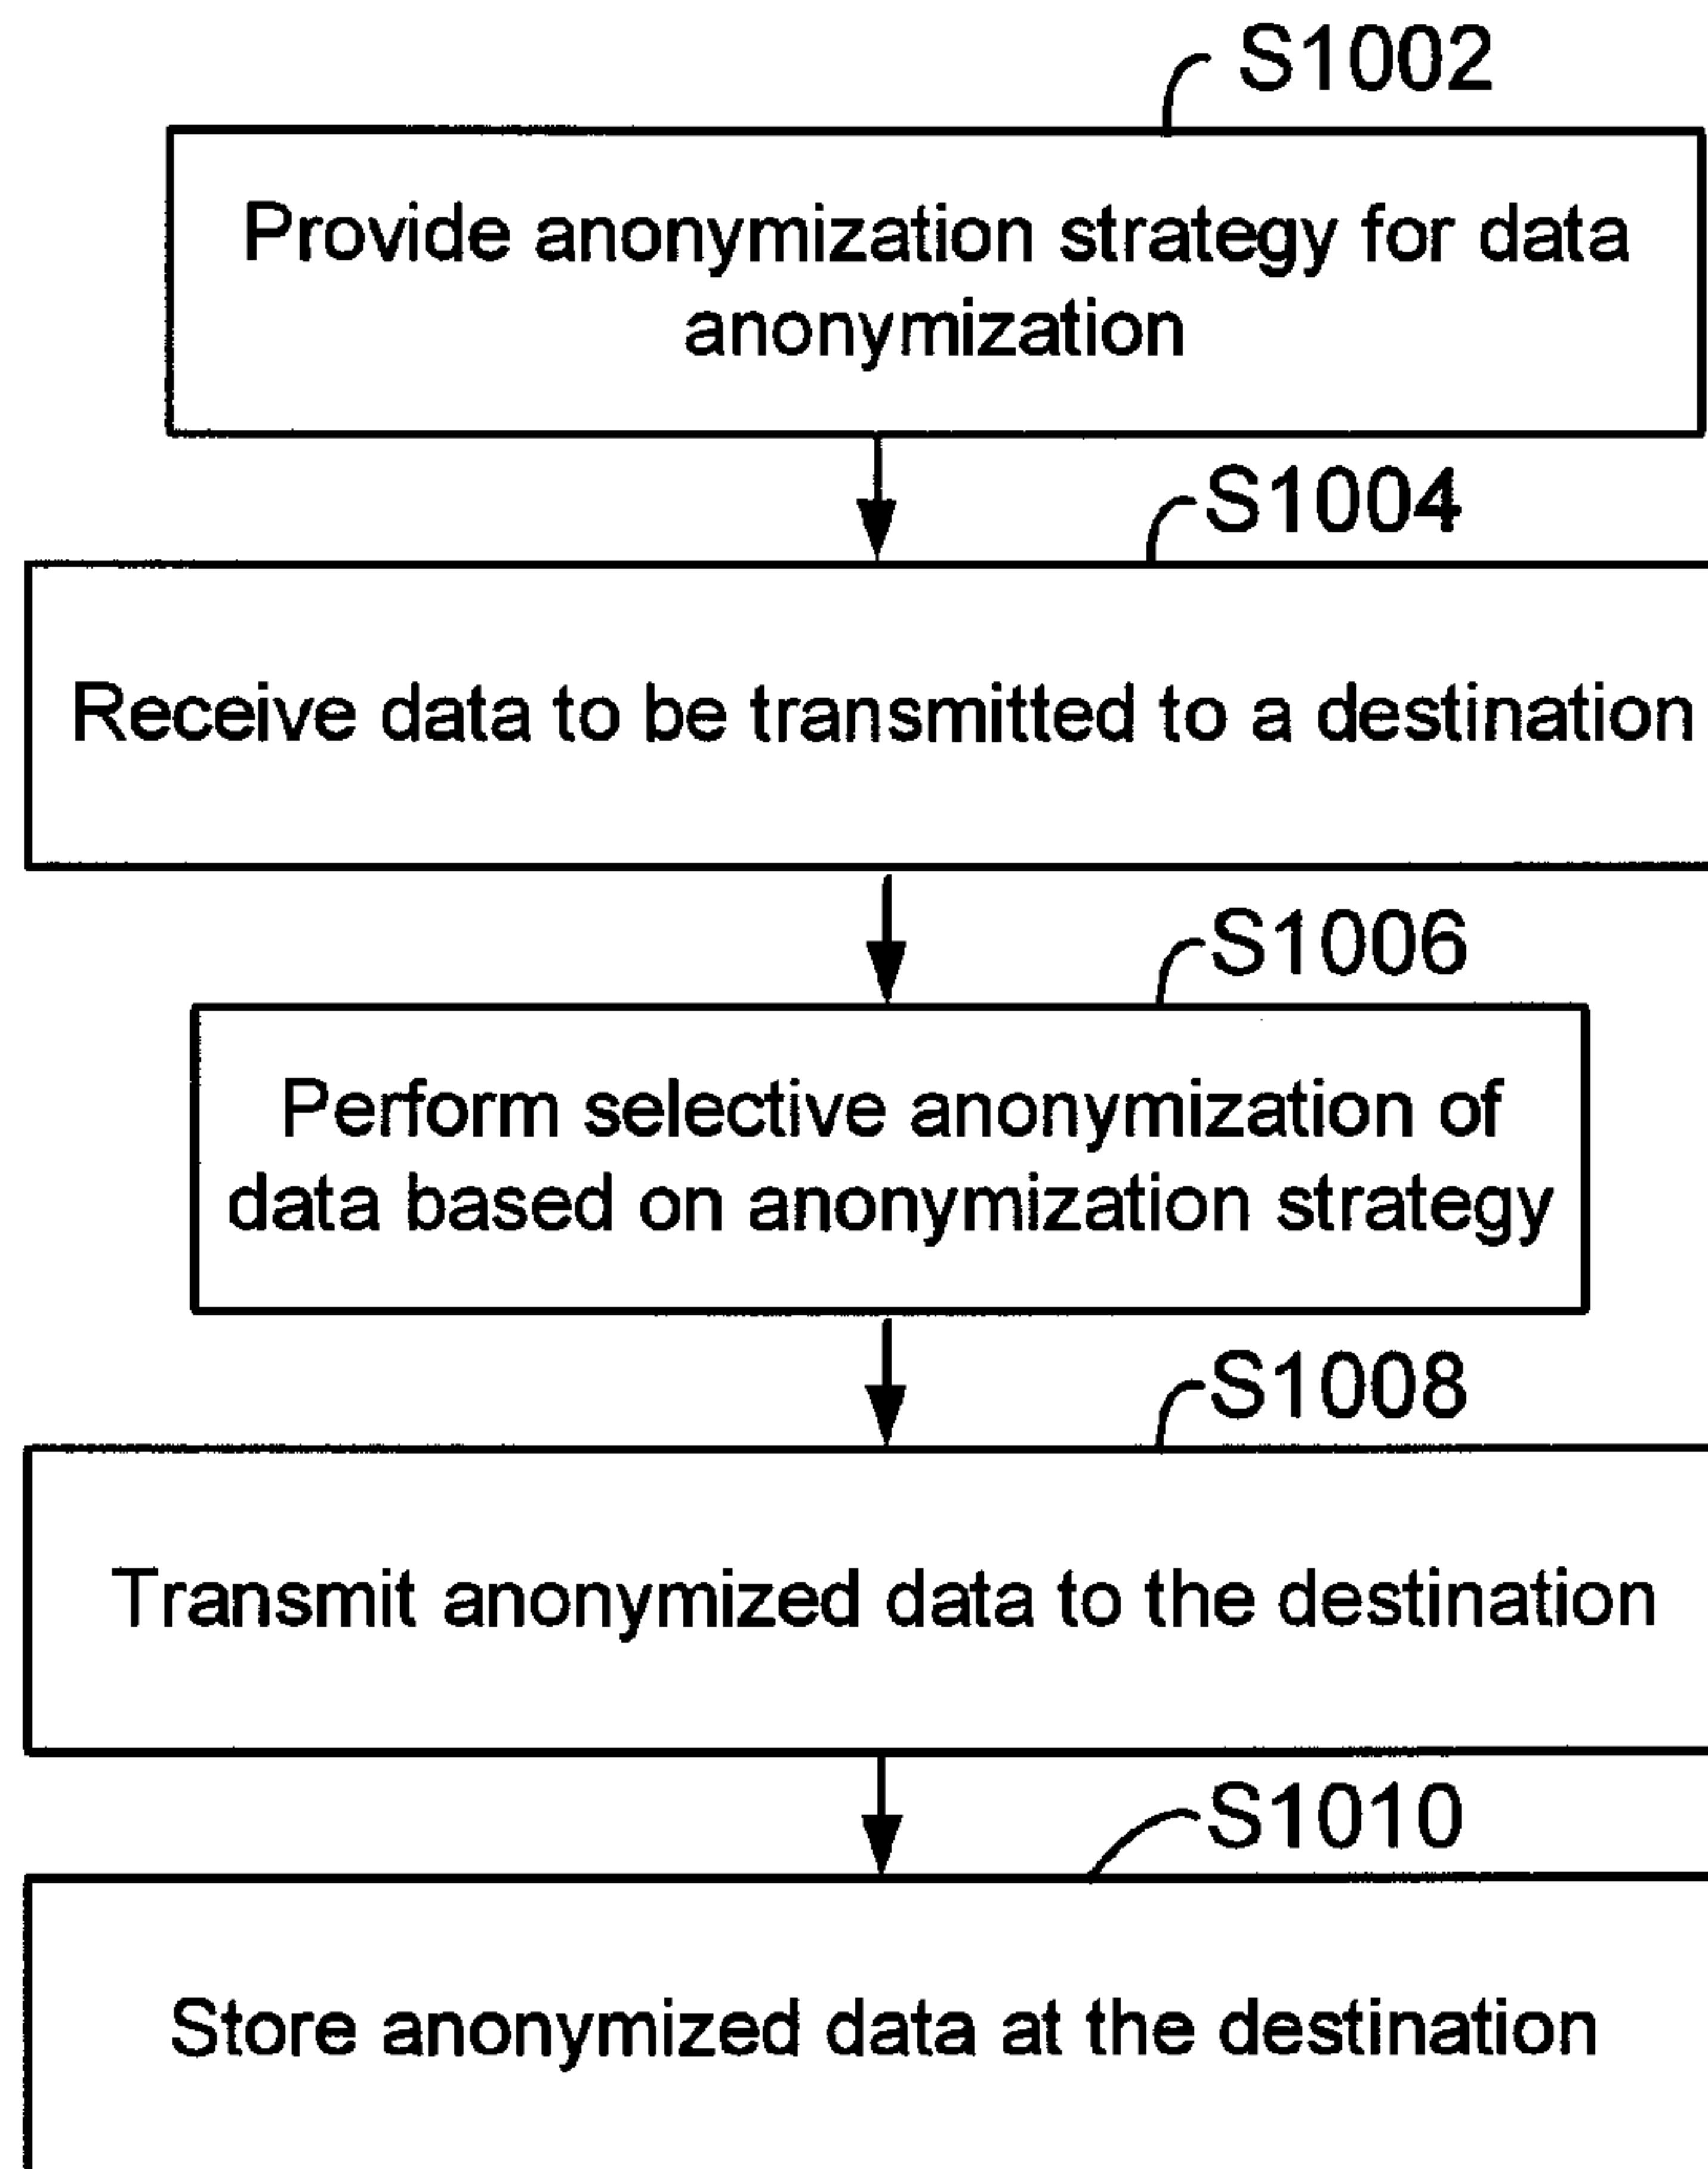 S1002
Provide anonymization strategy for data
anonymization
S1004
Receive data to be transmitted to a destination
S1006
Perform selective anonymization of
data based on anonymization strategy
S1008
Transmit anonymized data to the destination
S1010
Store anonymized data at the destination